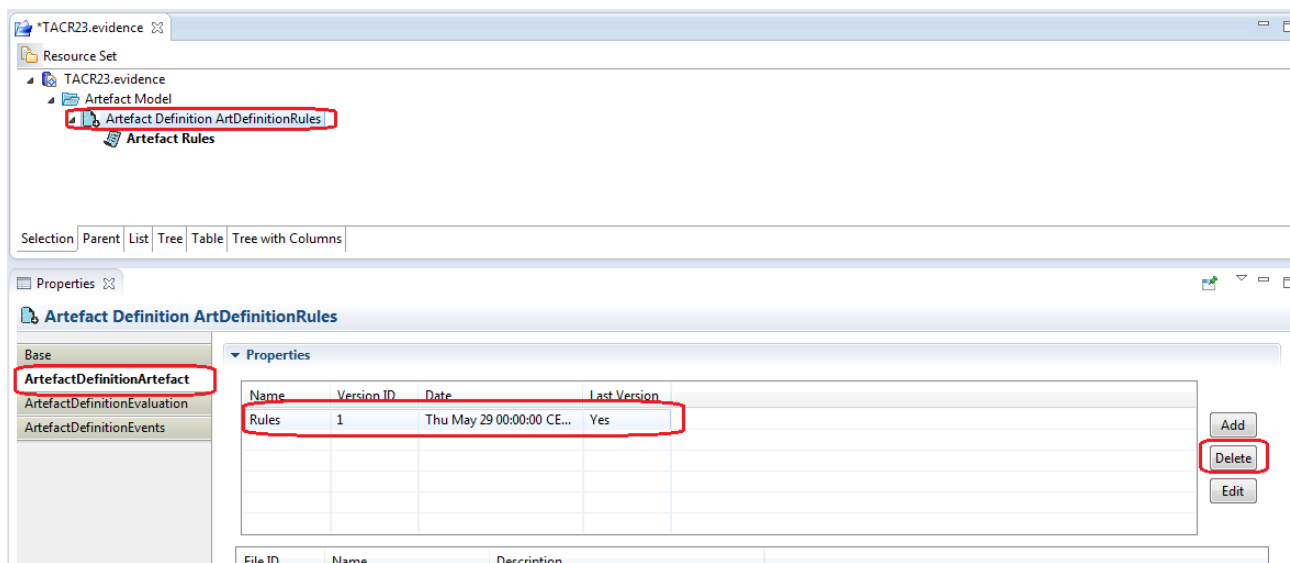 *TACR23.evidence
Resource Set
TACR23.evidence
Artefact Model
Artefact Definition ArtDefinitionRules
Artefact Rules
Selection Parent List Tree Table Tree with Columns
Properties
Artefact Definition ArtDefinitionRules
Base
Properties
ArtefactDefinitionArtefact
Name Version ID Date Last Version
ArtefactDefinitionEvaluation
Rules 1 Thu May 29 00:00:00 CE... Yes
ArtefactDefinitionEvents
Add
Delete
Edit
File ID Name Description